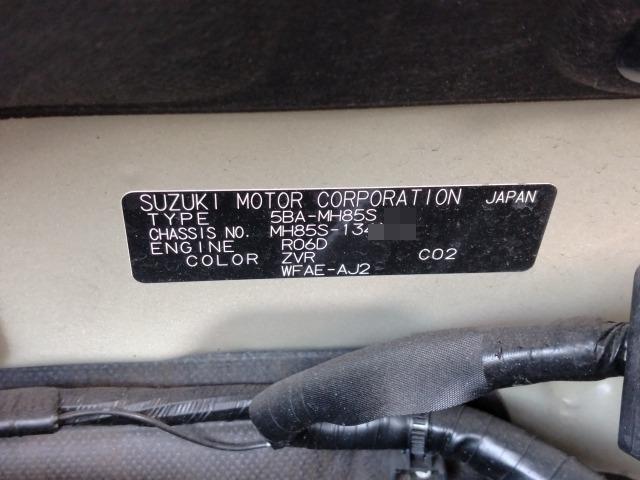 SUZUKI MOTOR CORPORATION JAPAN
TYPE 5BA-MH85S
CHASSIS NO. MH85S-134
ENGINE R06D
COLOR ZVR C02
WFAE-AJ2